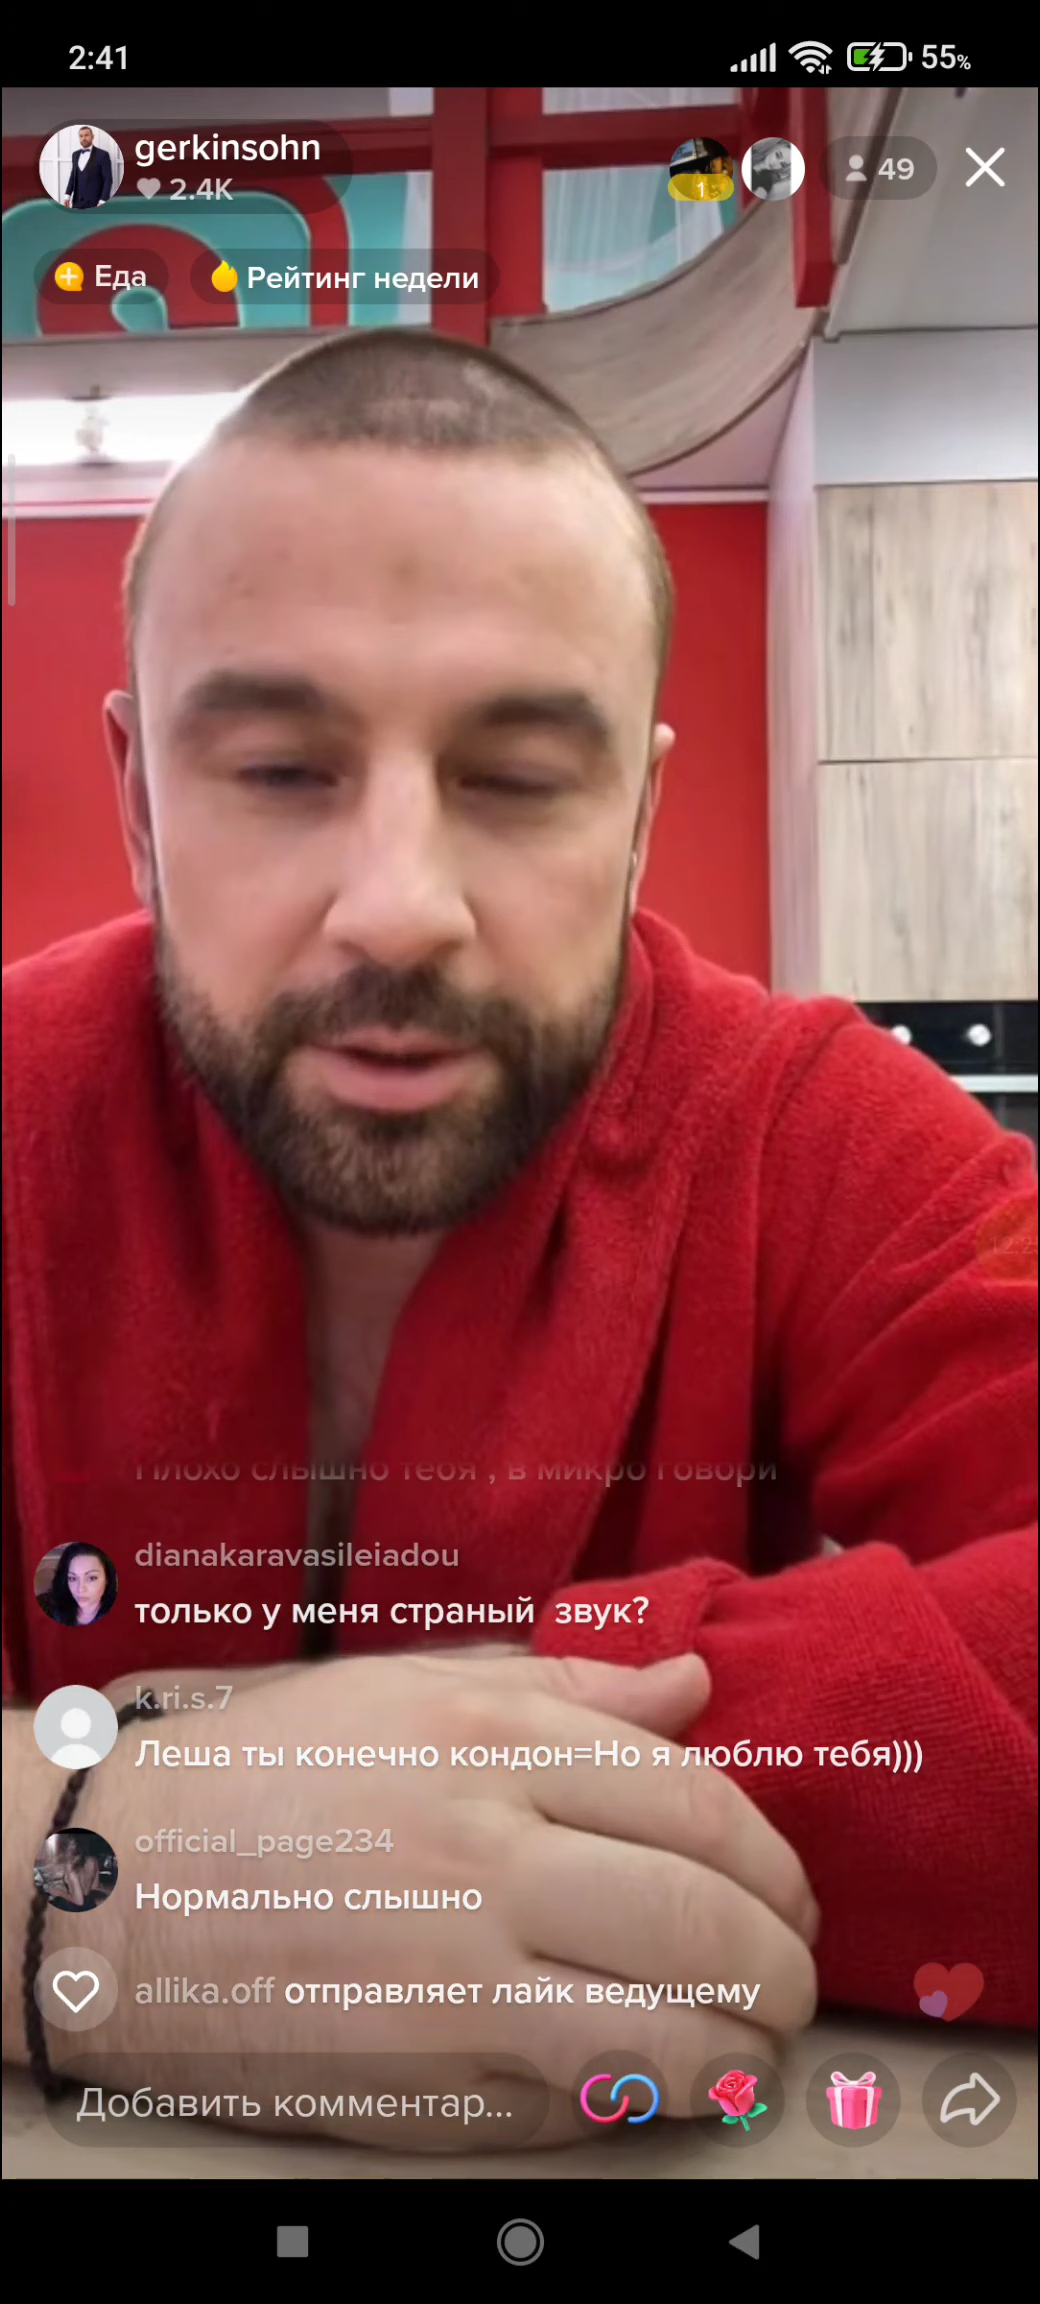 2:41
55%
gerkinsohn
2.4K
1
49
Еда
Рейтинг недели
Плохо слышно тебя , в микро говори
dianakaravasileiadou
только у меня страный звук?
k.ri.s.7
Леша ты конечно кондон=Но я люблю тебя)))
official_page234
Нормально слышно
allika.off отправляет лайк ведущему
Добавить комментар...